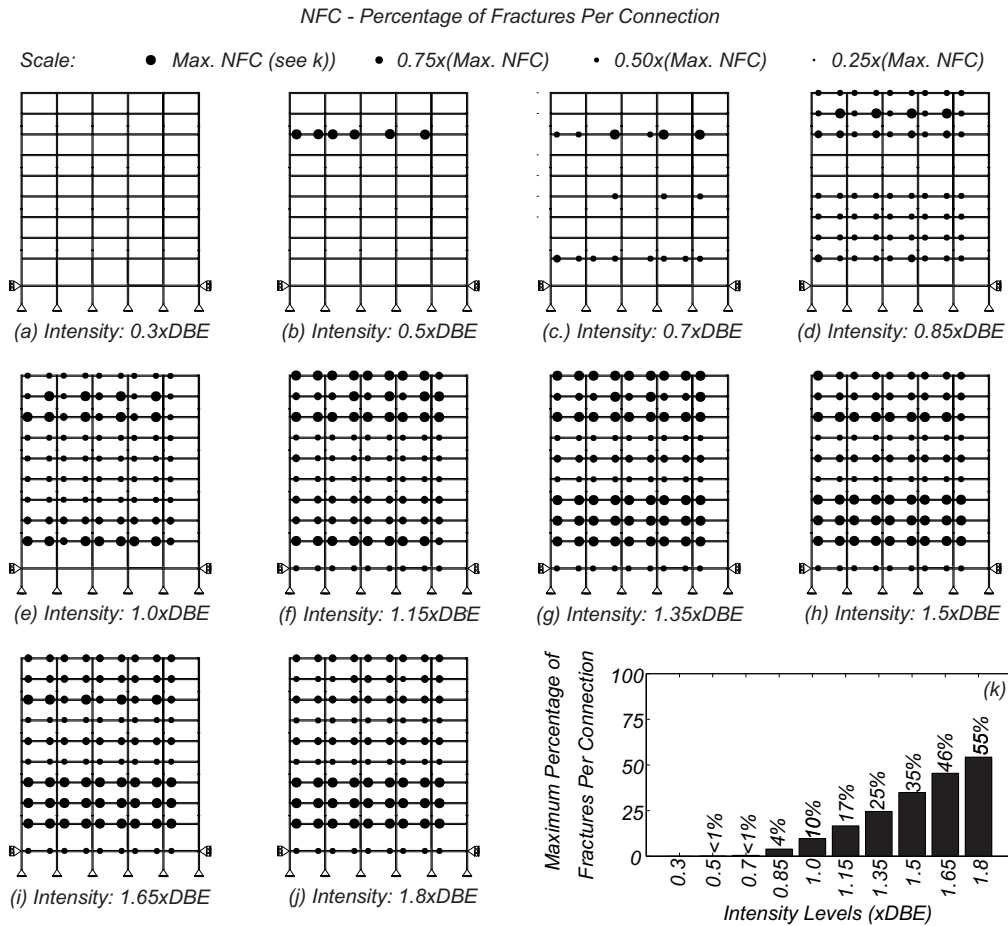 NFC - Percentage of Fractures Per Connection
Scale: Max. NFC (see k)) 0.75x(Max. NFC) 0.50x(Max. NFC) 0.25x(Max. NFC)
(a) Intensity: 0.3xDBE (b) Intensity: 0.5xDBE (c.) Intensity: 0.7xDBE (d) Intensity: 0.85xDBE
(e) Intensity: 1.0xDBE (f) Intensity: 1.15xDBE (g) Intensity: 1.35xDBE (h) Intensity: 1.5xDBE
(i) Intensity: 1.65xDBE (j) Intensity: 1.8xDBE
Maximum Percentage of
Fractures Per Connection
100
75
50
25
0
(k)
<1% <1% 4% 10% 17% 25% 35% 46% 55%
0.3 0.5 0.7 0.85 1.0 1.15 1.35 1.5 1.65 1.8
Intensity Levels (xDBE)